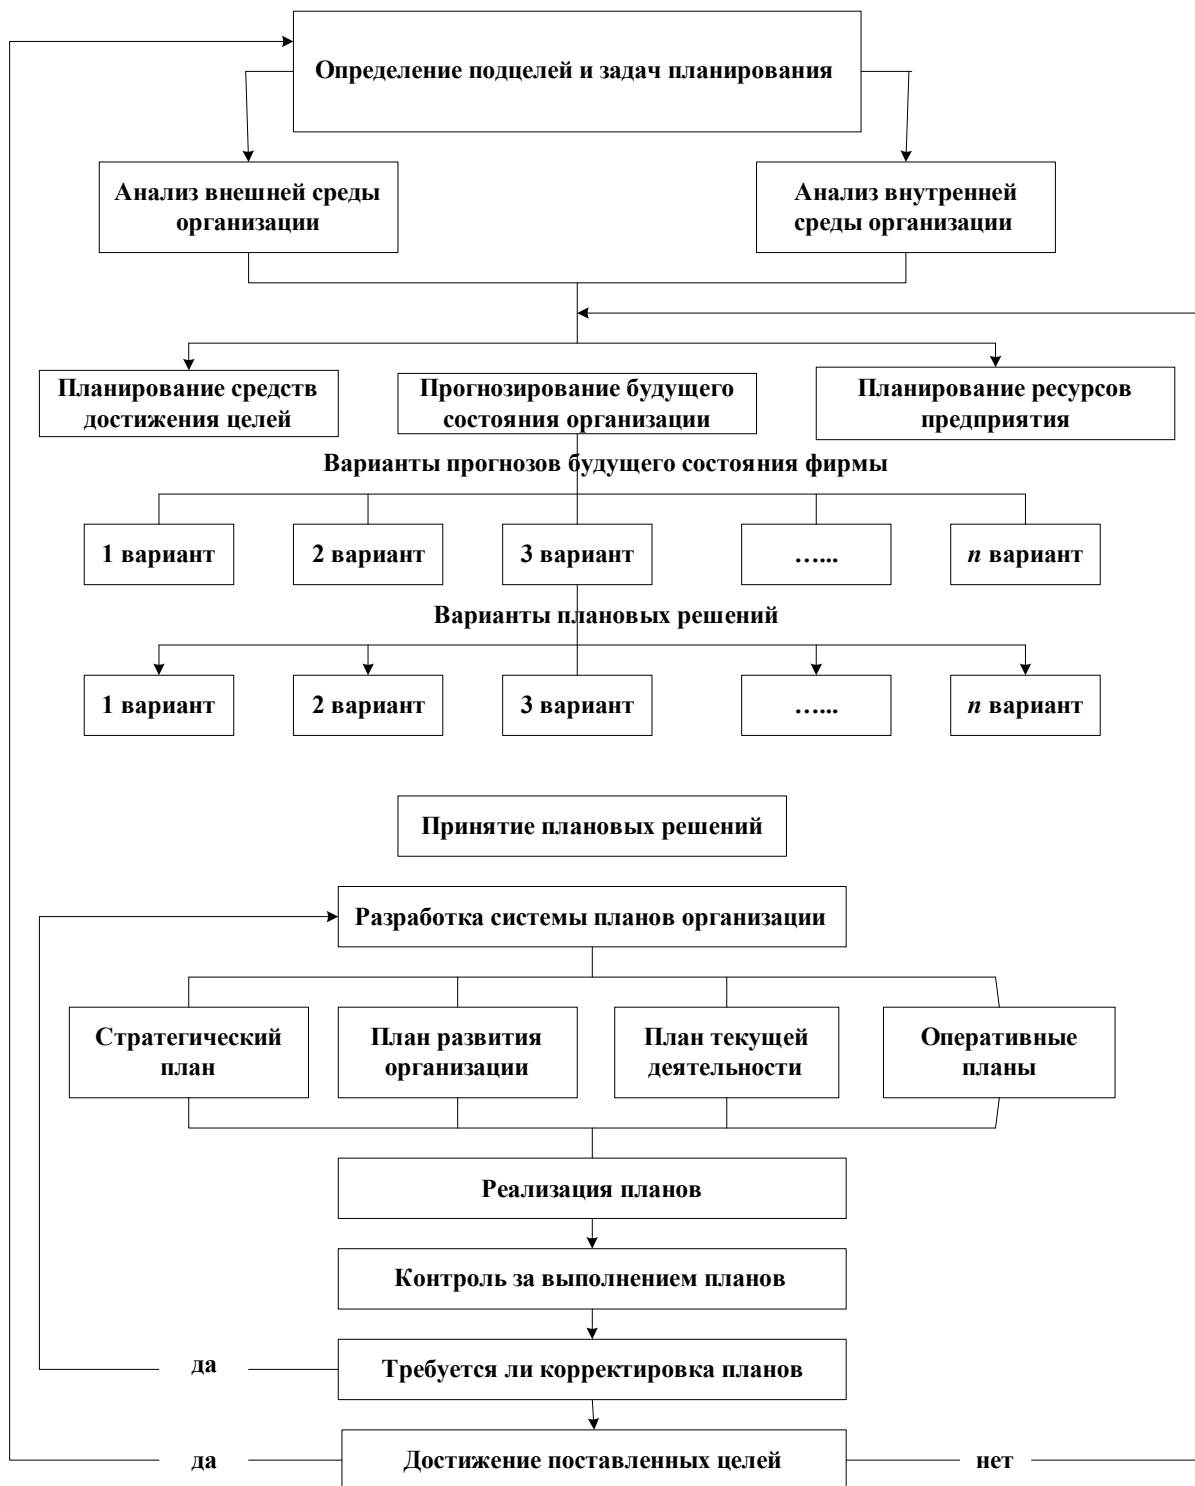 Определение подцелей и задач планирования
Анализ внешней среды
организации
Анализ внутренней
среды организации
Планирование средств
достижения целей
Прогнозирование будущего
состояния организации
Планирование ресурсов
предприятия
Варианты прогнозов будущего состояния фирмы
1 вариант
2 вариант
3 вариант
…...
n вариант
Варианты плановых решений
1 вариант
2 вариант
3 вариант
…...
n вариант
Принятие плановых решений
Разработка системы планов организации
Стратегический
план
План развития
организации
План текущей
деятельности
Оперативные
планы
Реализация планов
Контроль за выполнением планов
да
Требуется ли корректировка планов
да
Достижение поставленных целей
нет